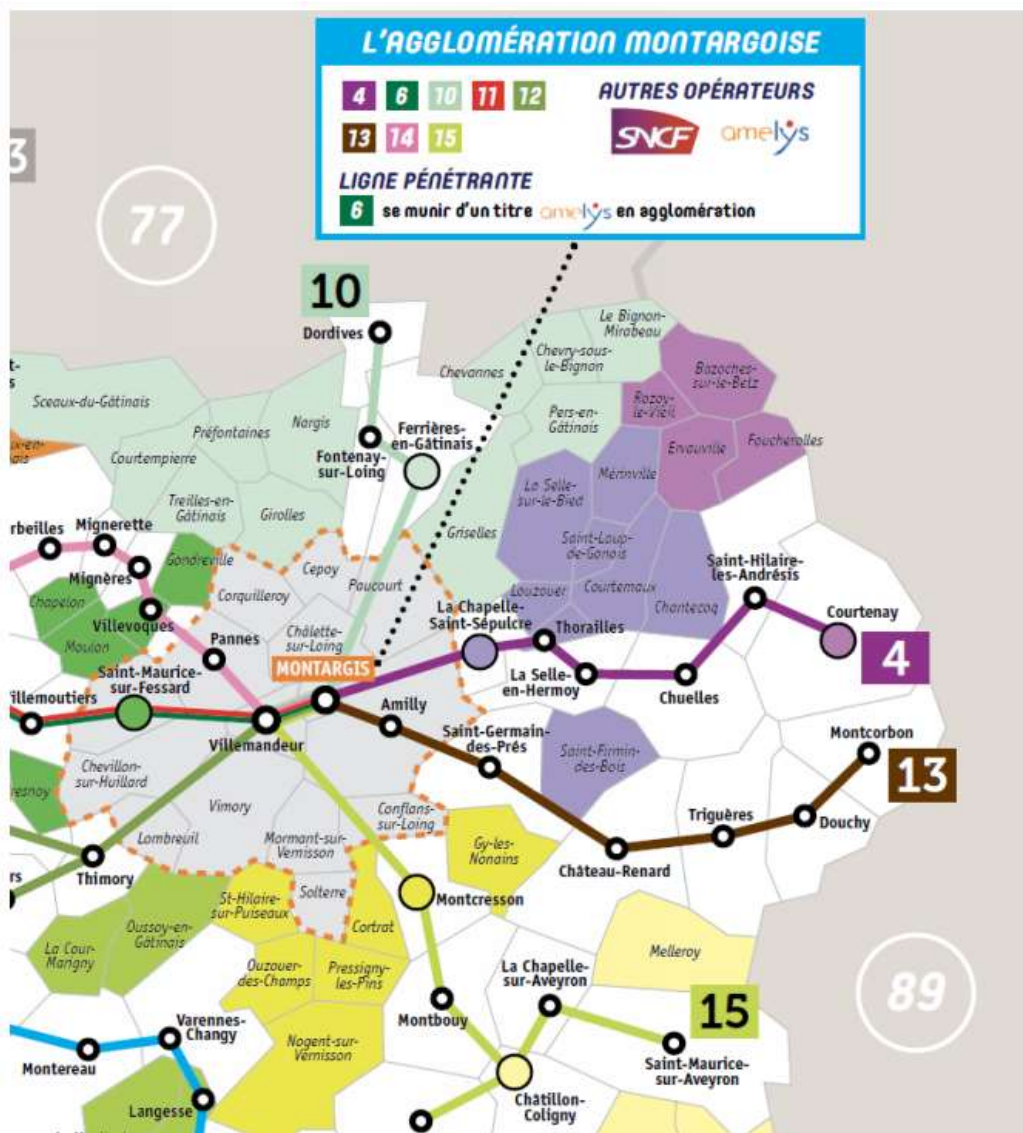 L'AGGLOMÉRATION MONTARGOISE
4 6 10 11 12
13 14 15
AUTRES OPÉRATEURS
SNCF amelys
LIGNE PÉNÉTRANTE
6 se munir d'un titre amelys en agglomération
3
77
10
Dordives
Le Bignon-
Mirabeau
Chevry-sous-
le-Bignon
Chevannes
Bazoches-
sur-le-Betz
Rozoy-
le-Vieil
Sceaux-du-Gâtinais
Nargis
Ferrières-
en-Gâtinais
Pers-en-
Gâtinais
Ervauville
Foucherolles
Préfontaines
Courtempierre
Fontenay-
sur-Loing
Mérinville
La Selle-
sur-le-Bied
Treilles-en-
Gâtinais
Girolles
Griselles
Saint-Loup-
de-Gonois
rbeilles
Mignerette
Gondreville
Cepoy
Paucourt
Saint-Hilaire-
les-Andrésis
Mignères
Corquilleroy
Louzouer
Courtemaux
Chantecoq
Courtenay
Chapelon
Villevoques
La Chapelle-
Saint-Sépulcre
Thorailles
Moulon
Pannes
Châlette-
sur-Loing
4
MONTARGIS
Saint-Maurice-
sur-Fessard
La Selle-
en-Hermoy
Chuelles
illemoutiers
Amilly
Villemandeur
Saint-Germain-
des-Prés
Saint-Firmin-
des-Bois
Montcorbon
13
Chevillon-
sur-Huillard
resnoy
Vimory
Conflans-
sur-Loing
Triguères
Douchy
Lombreuil
Mormant-sur-
Vernisson
Gy-les-
Nonains
Château-Renard
rs
Thimory
St-Hilaire-
sur-Puiseaux
Solterre
Montcresson
Cortrat
Oussoy-en-
Gâtinais
La Cour-
Marigny
Melleroy
Ouzouer-
des-Champs
Pressigny-
les-Pins
La Chapelle-
sur-Aveyron
89
15
Montbouy
Varennes-
Changy
Nogent-sur-
Vernisson
Montereau
Saint-Maurice-
sur-Aveyron
Châtillon-
Coligny
Langesse